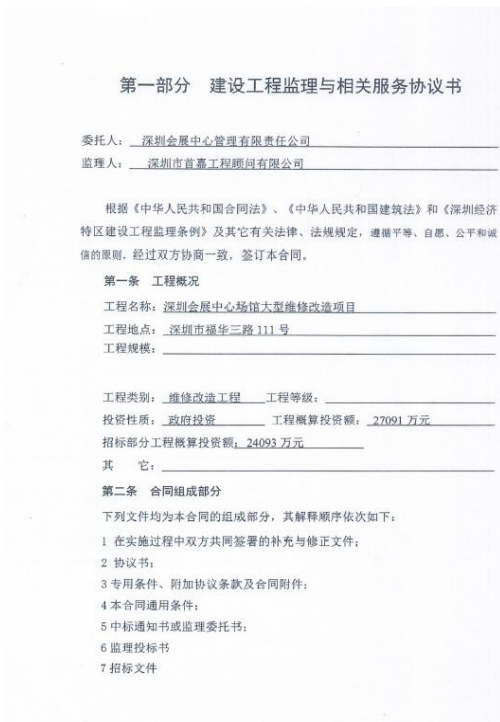 第一部分 建设工程监理与相关服务协议书
委托人：深圳会展中心管理有限责任公司
监理人：深圳市首嘉工程顾问有限公司
根据《中华人民共和国合同法》、《中华人民共和国建筑法》和《深圳经济
特区建设工程监理条例》及其它有关法律、法规规定，遵循平等、自愿、公平和诚
信的原则，经过双方协商一致，签订本合同。
第一条 工程概况
工程名称：深圳会展中心场馆大型维修改造项目
工程地点：深圳市福华三路 111 号
工程规模：
工程类别：维修改造工程 工程等级：
投资性质：政府投资 工程概算投资额：27091 万元
招标部分工程概算投资额：24093 万元
其 它：
第二条 合同组成部分
下列文件均为本合同的组成部分，其解释顺序依次如下：
1 在实施过程中双方共同签署的补充与修正文件；
2 协议书；
3 专用条件、附加协议条款及合同附件；
4 本合同通用条件；
5 中标通知书或监理委托书；
6 监理投标书
7 招标文件